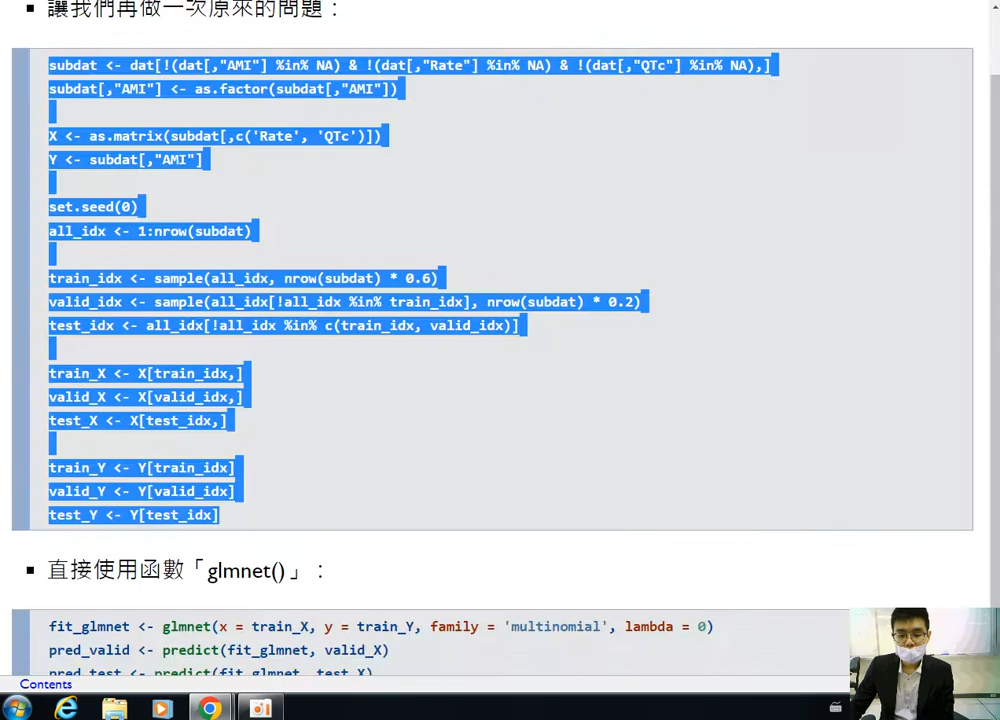 讓我們再做一次原來的問題：
subdat <- dat[!(dat[,"AMI"] %in% NA) & !(dat[,"Rate"] %in% NA) & !(dat[,"QTc"] %in% NA),]
subdat[,"AMI"] <- as.factor(subdat[,"AMI"])
X <- as.matrix(subdat[,c('Rate', 'QTc')])
Y <- subdat[,"AMI"]
set.seed(0)
all_idx <- 1:nrow(subdat)
train_idx <- sample(all_idx, nrow(subdat) * 0.6)
valid_idx <- sample(all_idx[!all_idx %in% train_idx], nrow(subdat) * 0.2)
test_idx <- all_idx[!all_idx %in% c(train_idx, valid_idx)]
train_X <- X[train_idx,]
valid_X <- X[valid_idx,]
test_X <- X[test_idx,]
train_Y <- Y[train_idx]
valid_Y <- Y[valid_idx]
test_Y <- Y[test_idx]
直接使用函數「glmnet()」：
fit_glmnet <- glmnet(x = train_X, y = train_Y, family = 'multinomial', lambda = 0)
pred_valid <- predict(fit_glmnet, valid_X)
pred_test <- predict(fit_glmnet, test_X)
Contents